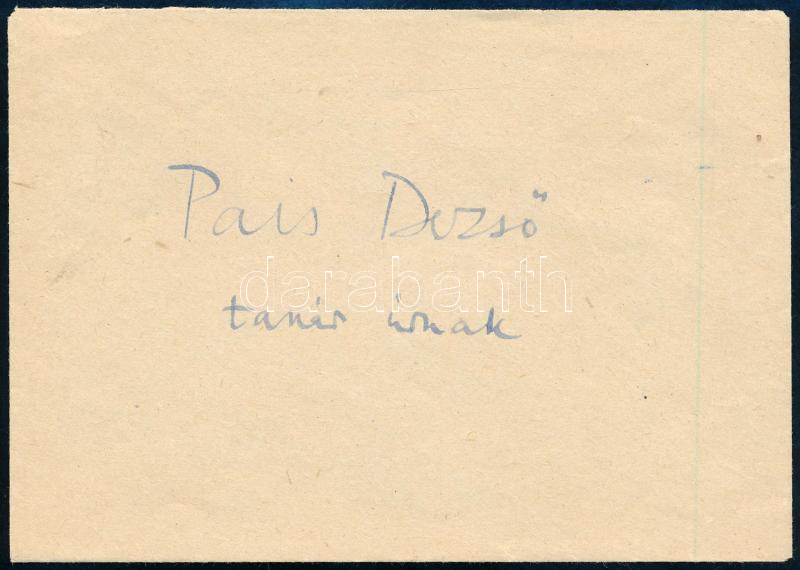 Pais Dezső
darabanth
tanár úrnak